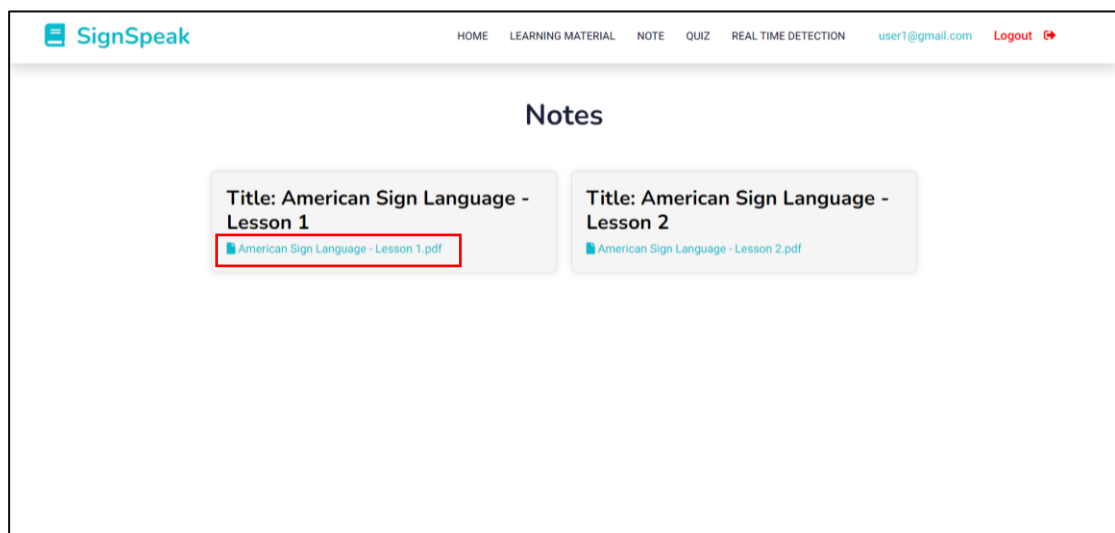 SignSpeak
HOME LEARNING MATERIAL NOTE QUIZ REAL TIME DETECTION user1@gmail.com Logout
Notes
Title: American Sign Language -
Lesson 1
American Sign Language - Lesson 1.pdf
Title: American Sign Language -
Lesson 2
American Sign Language - Lesson 2.pdf